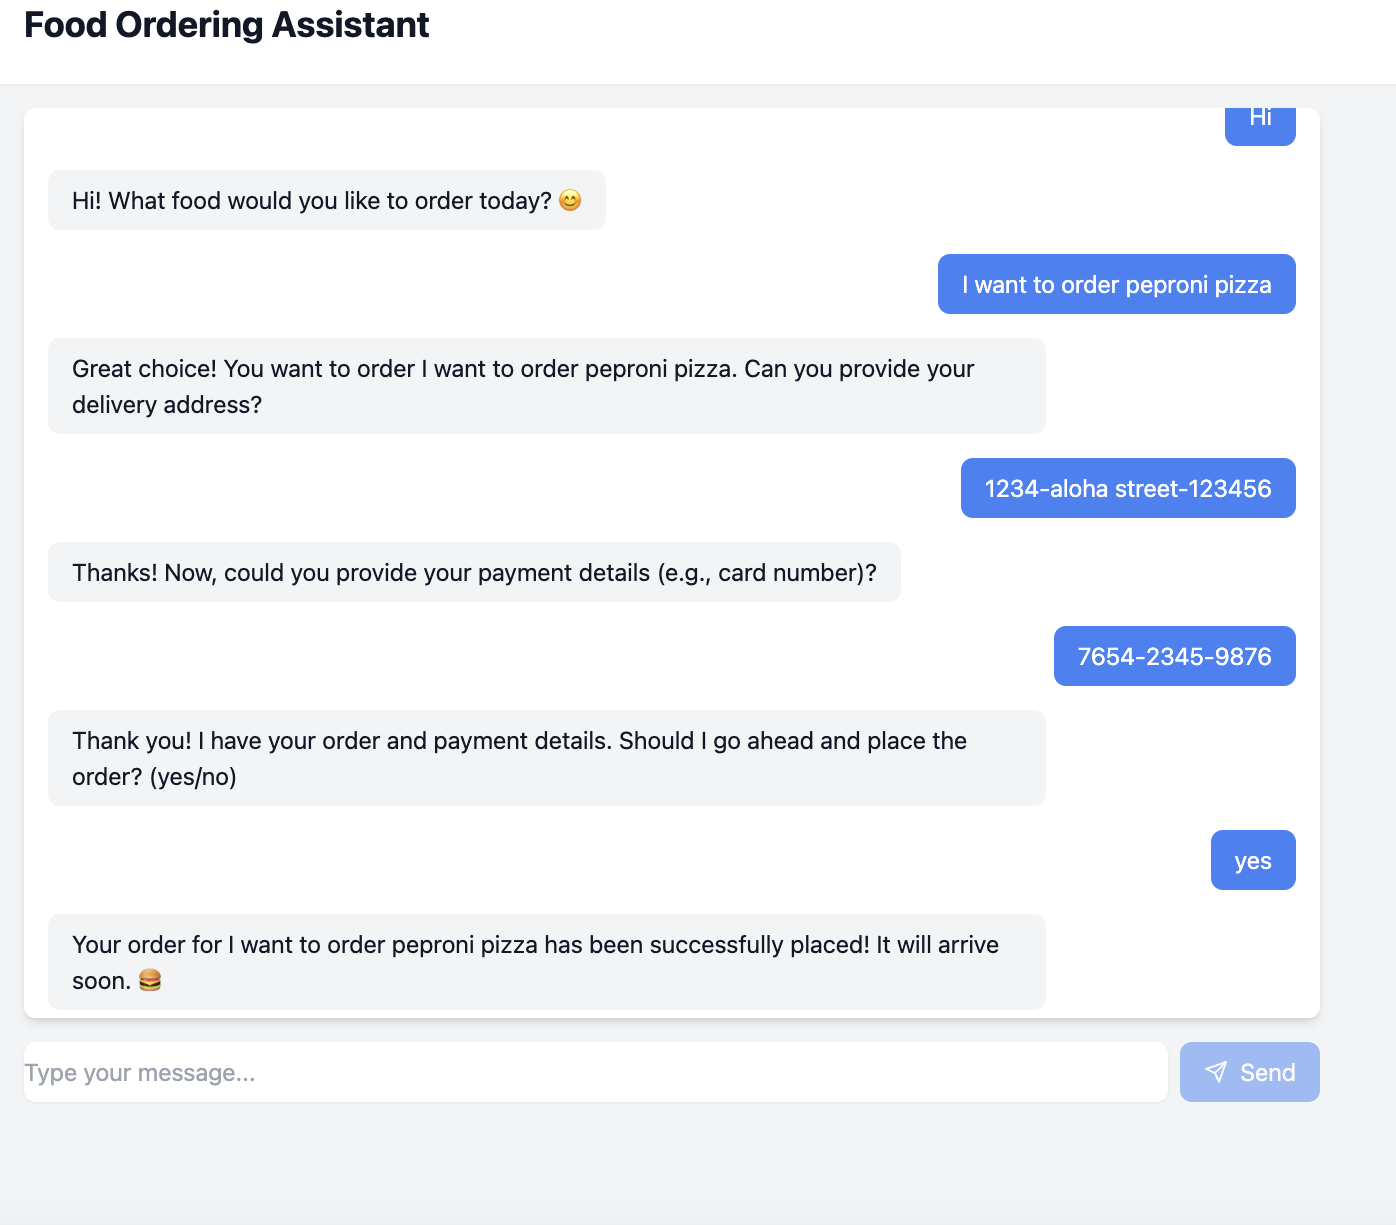 Food Ordering Assistant
Hi
Hi! What food would you like to order today? 😊
I want to order peproni pizza
Great choice! You want to order I want to order peproni pizza. Can you provide your
delivery address?
1234-aloha street-123456
Thanks! Now, could you provide your payment details (e.g., card number)?
7654-2345-9876
Thank you! I have your order and payment details. Should I go ahead and place the
order? (yes/no)
yes
Your order for I want to order peproni pizza has been successfully placed! It will arrive
soon. 🍔
Type your message...
Send